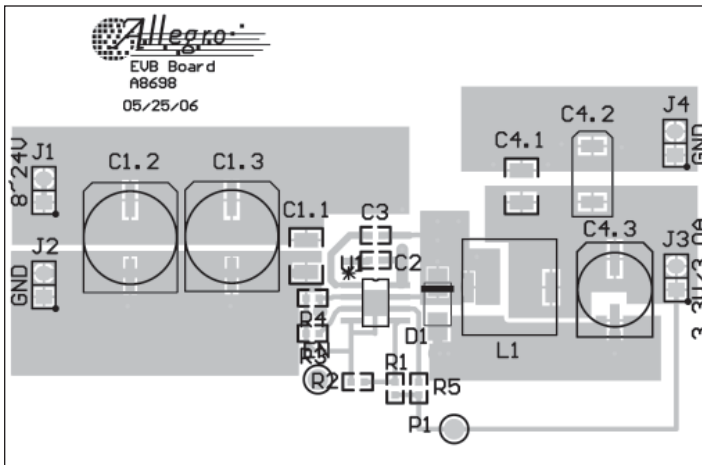 Allegro
EVB Board
A8698
05/25/06
J1
8~24V
C1.2
C1.3
C1.1
C4.1
C4.2
J4
GND
C3
C4.3
J3
3.3V/3.0A
J2
GND
U1
C2
R4
R3
EN
D1
L1
R2
R1
R5
P1